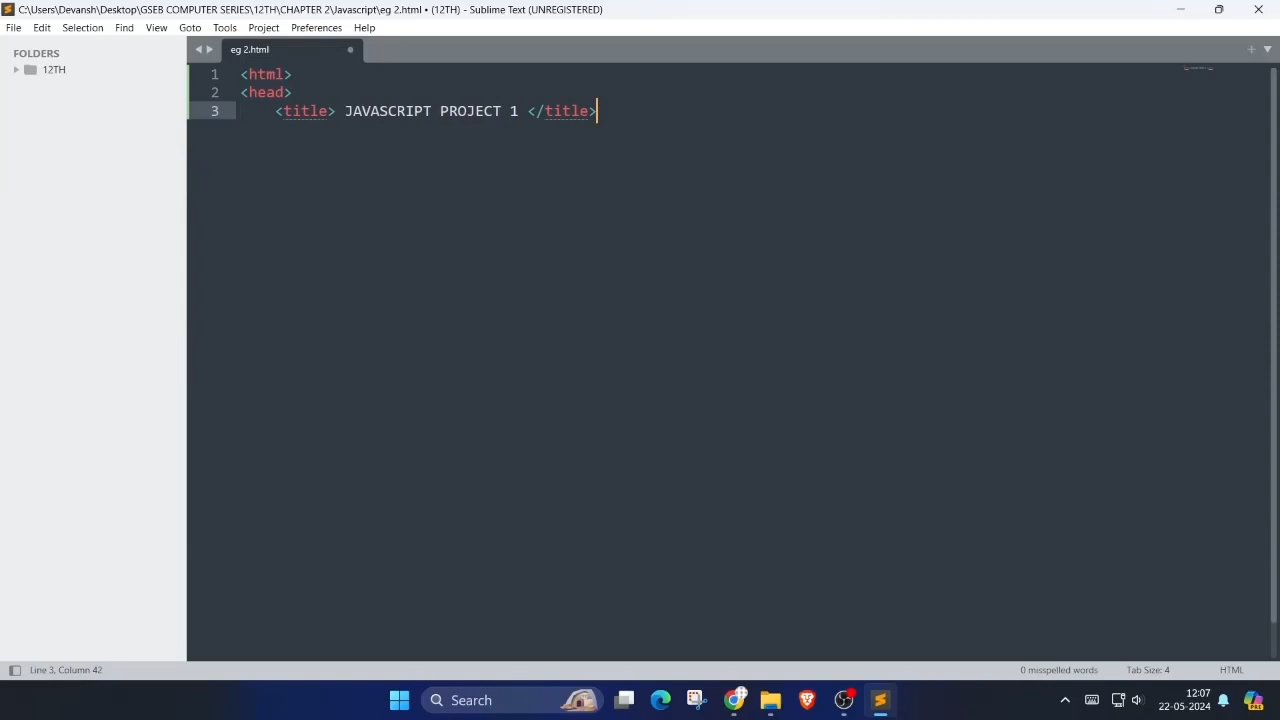 C:\Users\Devansh\Desktop\GSEB COMPUTER SERIES\12TH\CHAPTER 2\Javascript\eg 2.html • (12TH) - Sublime Text (UNREGISTERED)
File Edit Selection Find View Goto Tools Project Preferences Help
FOLDERS
12TH
eg 2.html
1 <html>
2 <head>
3 <title> JAVASCRIPT PROJECT 1 </title>
Line 3, Column 42
0 misspelled words
Tab Size: 4
HTML
Search
12:07
22-05-2024